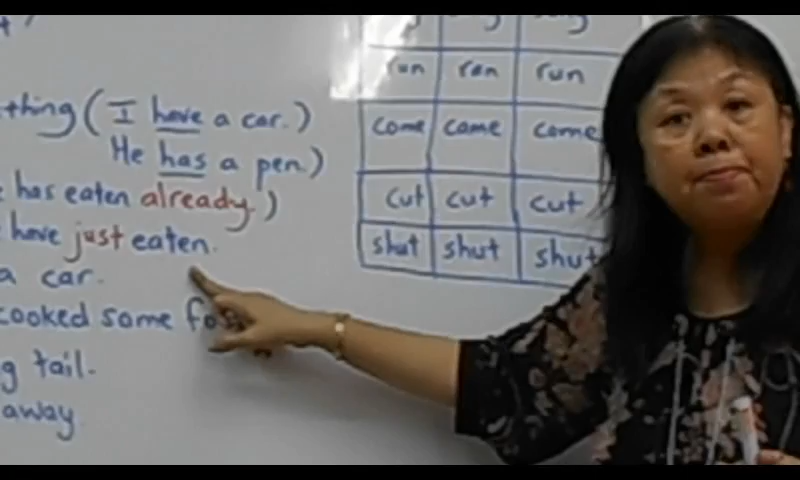 thing (I have a car.)
He has a pen.)
has eaten already.)
have just eaten.
a car.
cooked some
g tail.
away
run ran run
come came come
cut cut cut
shut shut shut